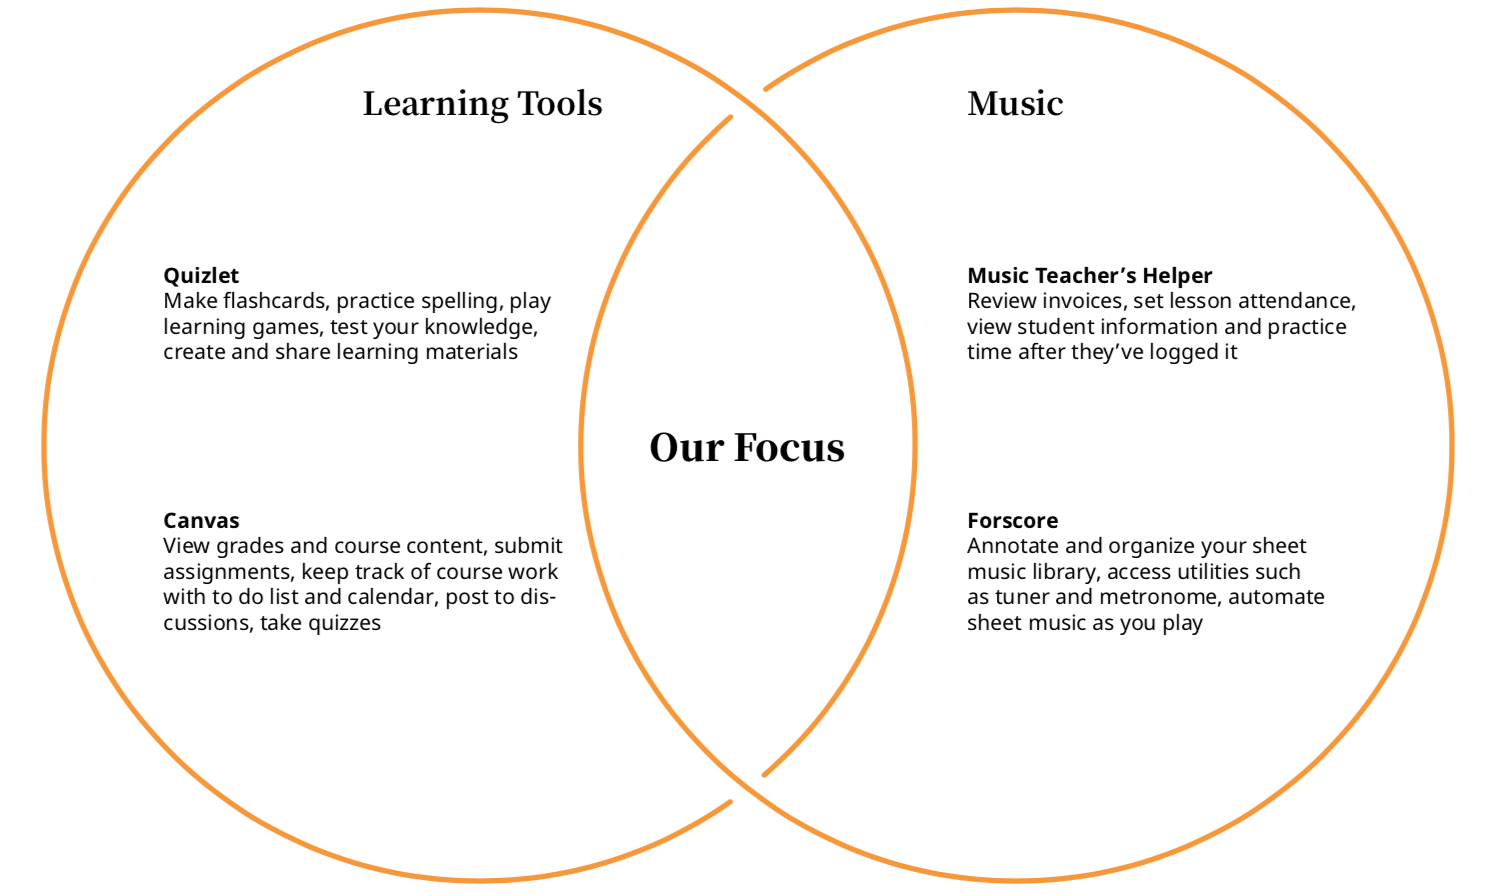 Learning Tools
Music
Quizlet
Make flashcards, practice spelling, play
learning games, test your knowledge,
create and share learning materials
Music Teacher’s Helper
Review invoices, set lesson attendance,
view student information and practice
time after they’ve logged it
Our Focus
Canvas
View grades and course content, submit
assignments, keep track of course work
with to do list and calendar, post to dis-
cussions, take quizzes
Forscore
Annotate and organize your sheet
music library, access utilities such
as tuner and metronome, automate
sheet music as you play